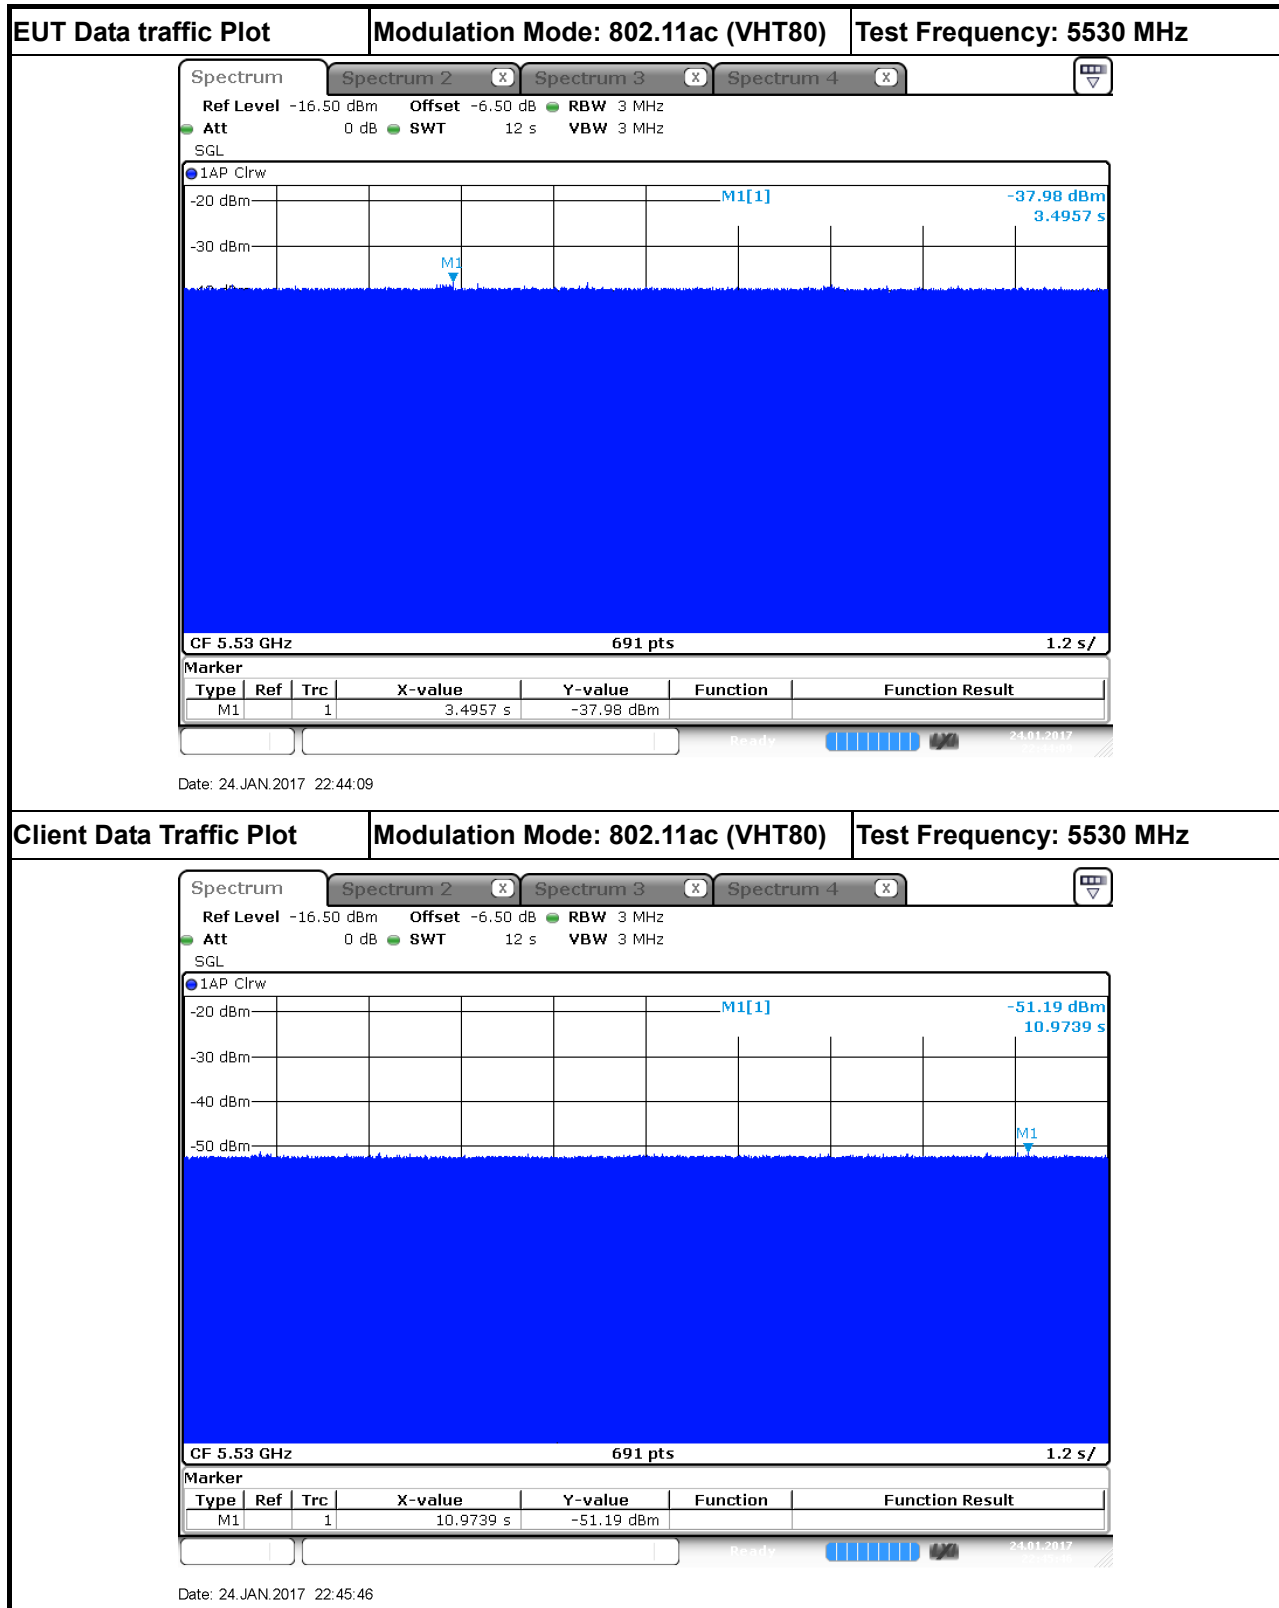 EUT Data traffic Plot Modulation Mode: 802.11ac (VHT80) Test Frequency: 5530 MHz
Spectrum Spectrum 2 X Spectrum 3 X Spectrum 4 X
Ref Level -16.50 dBm Offset -6.50 dB RBW 3 MHz
Att 0 dB SWT 12 s VBW 3 MHz
SGL
1AP Clrw
M1[1] -37.98 dBm
3.4957 s
-20 dBm
-30 dBm
M1
CF 5.53 GHz 691 pts 1.2 s/
Marker
Type Ref Trc X-value Y-value Function Function Result
M1 1 3.4957 s -37.98 dBm
Ready 24.01.2017
Date: 24.JAN.2017 22:44:09
Client Data Traffic Plot Modulation Mode: 802.11ac (VHT80) Test Frequency: 5530 MHz
Spectrum Spectrum 2 X Spectrum 3 X Spectrum 4 X
Ref Level -16.50 dBm Offset -6.50 dB RBW 3 MHz
Att 0 dB SWT 12 s VBW 3 MHz
SGL
1AP Clrw
M1[1] -51.19 dBm
10.9739 s
-20 dBm
-30 dBm
-40 dBm
M1
-50 dBm
CF 5.53 GHz 691 pts 1.2 s/
Marker
Type Ref Trc X-value Y-value Function Function Result
M1 1 10.9739 s -51.19 dBm
Ready 24.01.2017
Date: 24.JAN.2017 22:45:46